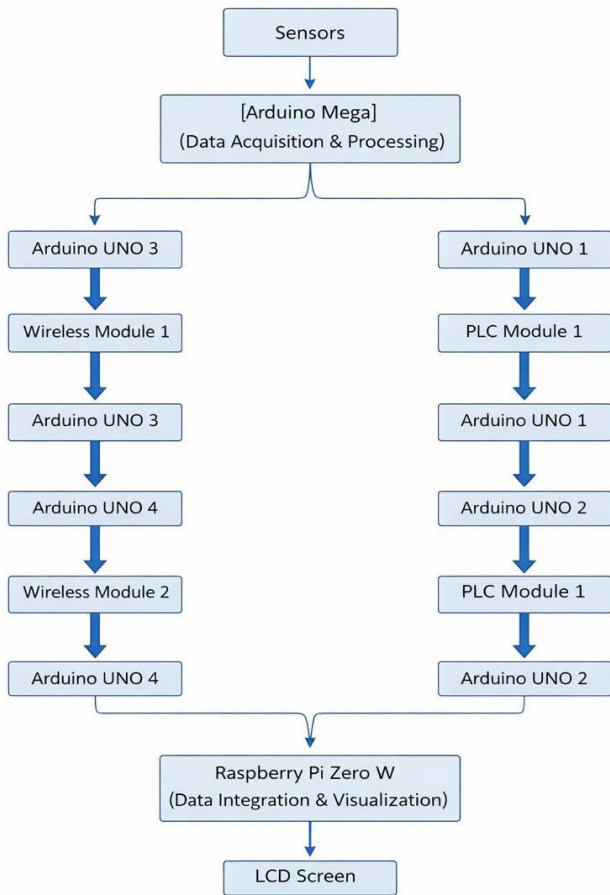 Sensors
[Arduino Mega]
(Data Acquisition & Processing)
Arduino UNO 3
Wireless Module 1
Arduino UNO 3
Arduino UNO 4
Wireless Module 2
Arduino UNO 4
Arduino UNO 1
PLC Module 1
Arduino UNO 1
Arduino UNO 2
PLC Module 1
Arduino UNO 2
Raspberry Pi Zero W
(Data Integration & Visualization)
LCD Screen